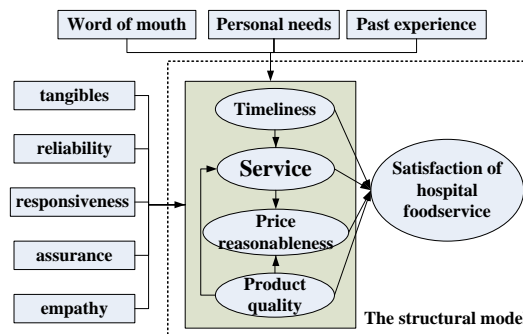 Word of mouth
Personal needs
Past experience
tangibles
reliability
responsiveness
assurance
empathy
Timeliness
Service
Price
reasonableness
Product
quality
Satisfaction of
hospital
foodservice
The structural mode